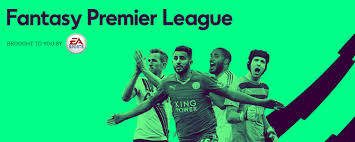 Fantasy Premier League
BROUGHT TO YOU BY
EA
SPORTS
KING
POWER